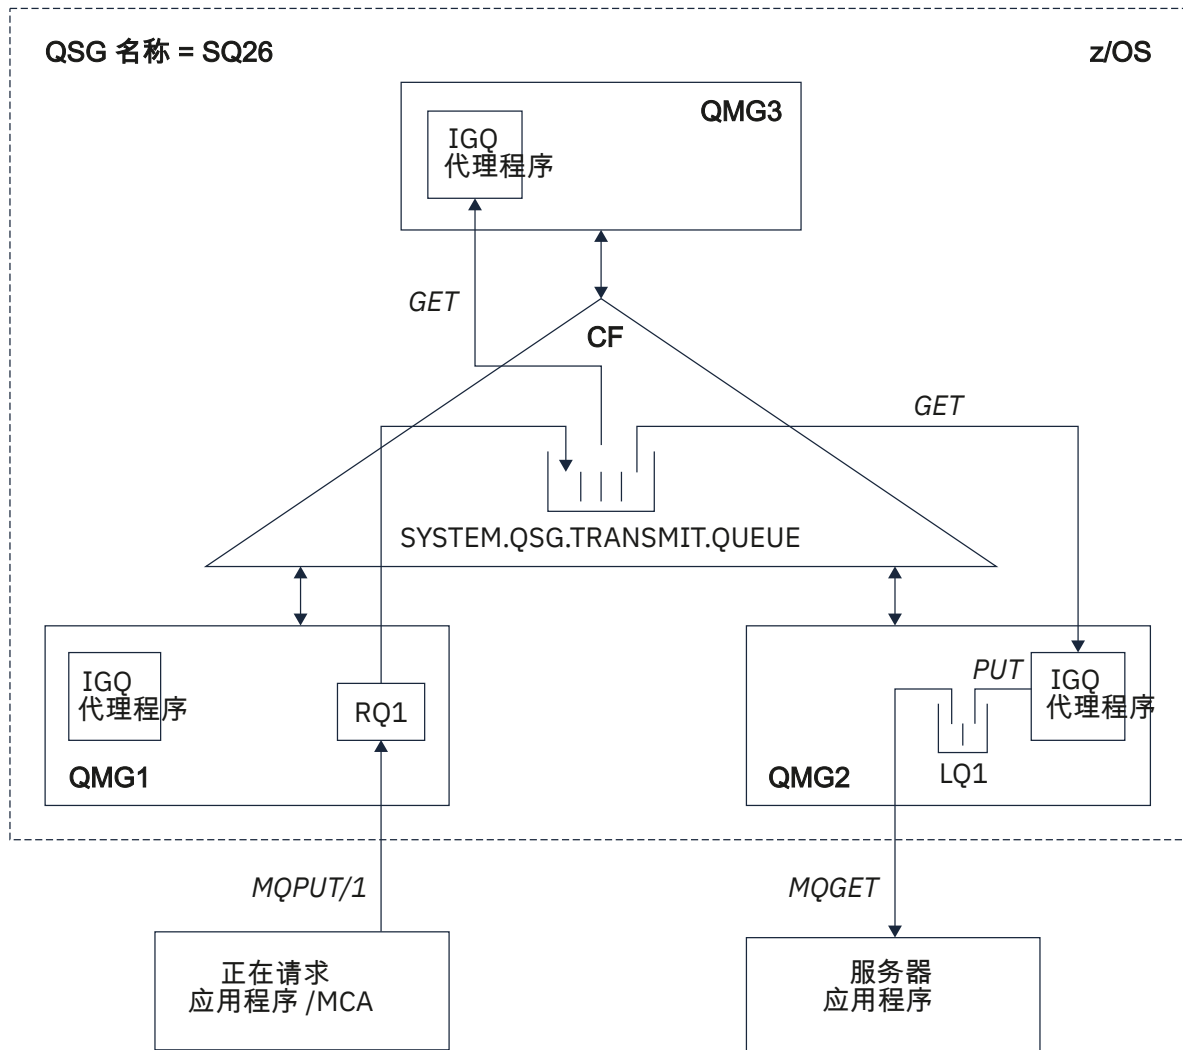 QSG 名称 = SQ26
z/OS
QMG3
IGQ
代理程序
GET
CF
GET
SYSTEM.QSG.TRANSMIT.QUEUE
IGQ
代理程序
RQ1
QMG1
PUT
IGQ
代理程序
LQ1
QMG2
MQPUT/1
MQGET
正在请求
应用程序 /MCA
服务器
应用程序